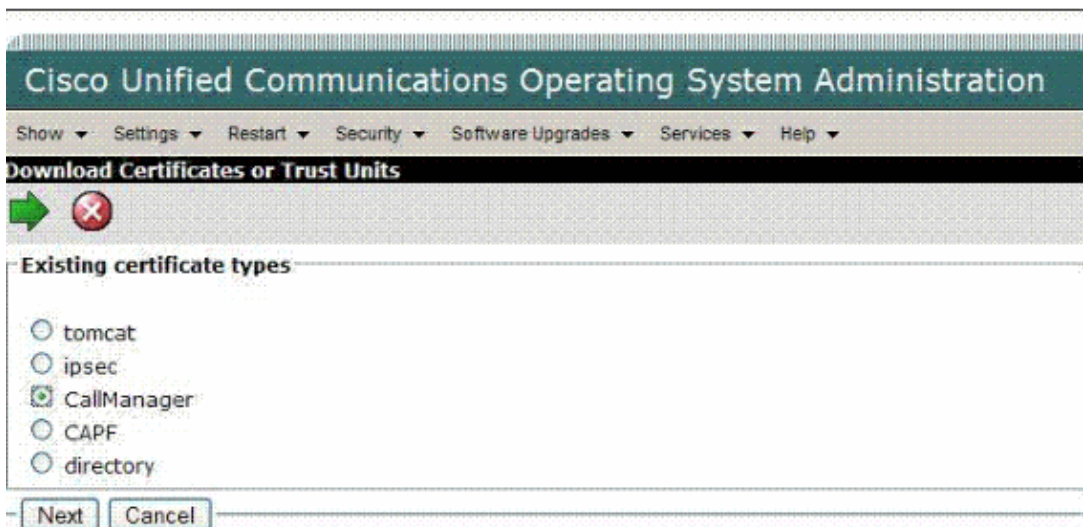 Cisco Unified Communications Operating System Administration
Show Settings Restart Security Software Upgrades Services Help
Download Certificates or Trust Units
Existing certificate types
tomcat
ipsec
CallManager
CAPF
directory
Next Cancel